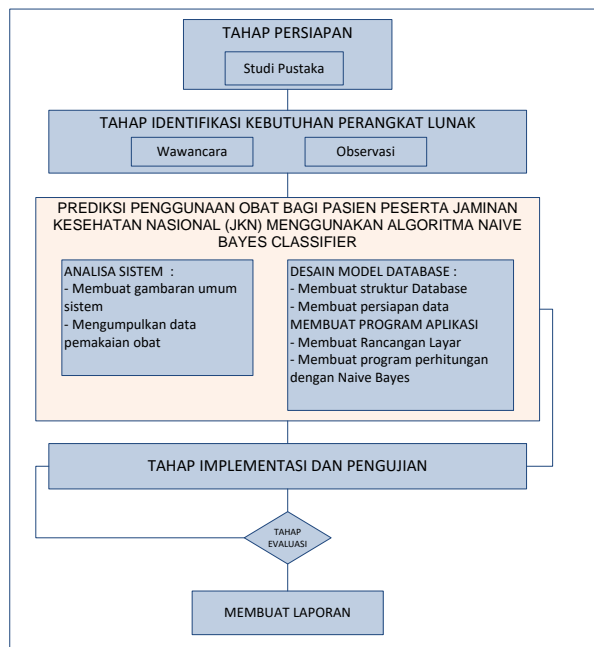 TAHAP PERSIAPAN
Studi Pustaka
TAHAP IDENTIFIKASI KEBUTUHAN PERANGKAT LUNAK
Wawancara
Observasi
PREDIKSI PENGGUNAAN OBAT BAGI PASIEN PESERTA JAMINAN
KESEHATAN NASIONAL (JKN) MENGGUNAKAN ALGORITMA NAIVE
BAYES CLASSIFIER
ANALISA SISTEM :
- Membuat gambaran umum
sistem
- Mengumpulkan data
pemakaian obat
DESAIN MODEL DATABASE :
- Membuat struktur Database
- Membuat persiapan data
MEMBUAT PROGRAM APLIKASI
- Membuat Rancangan Layar
- Membuat program perhitungan
dengan Naive Bayes
TAHAP IMPLEMENTASI DAN PENGUJIAN
TAHAP
EVALUASI
MEMBUAT LAPORAN